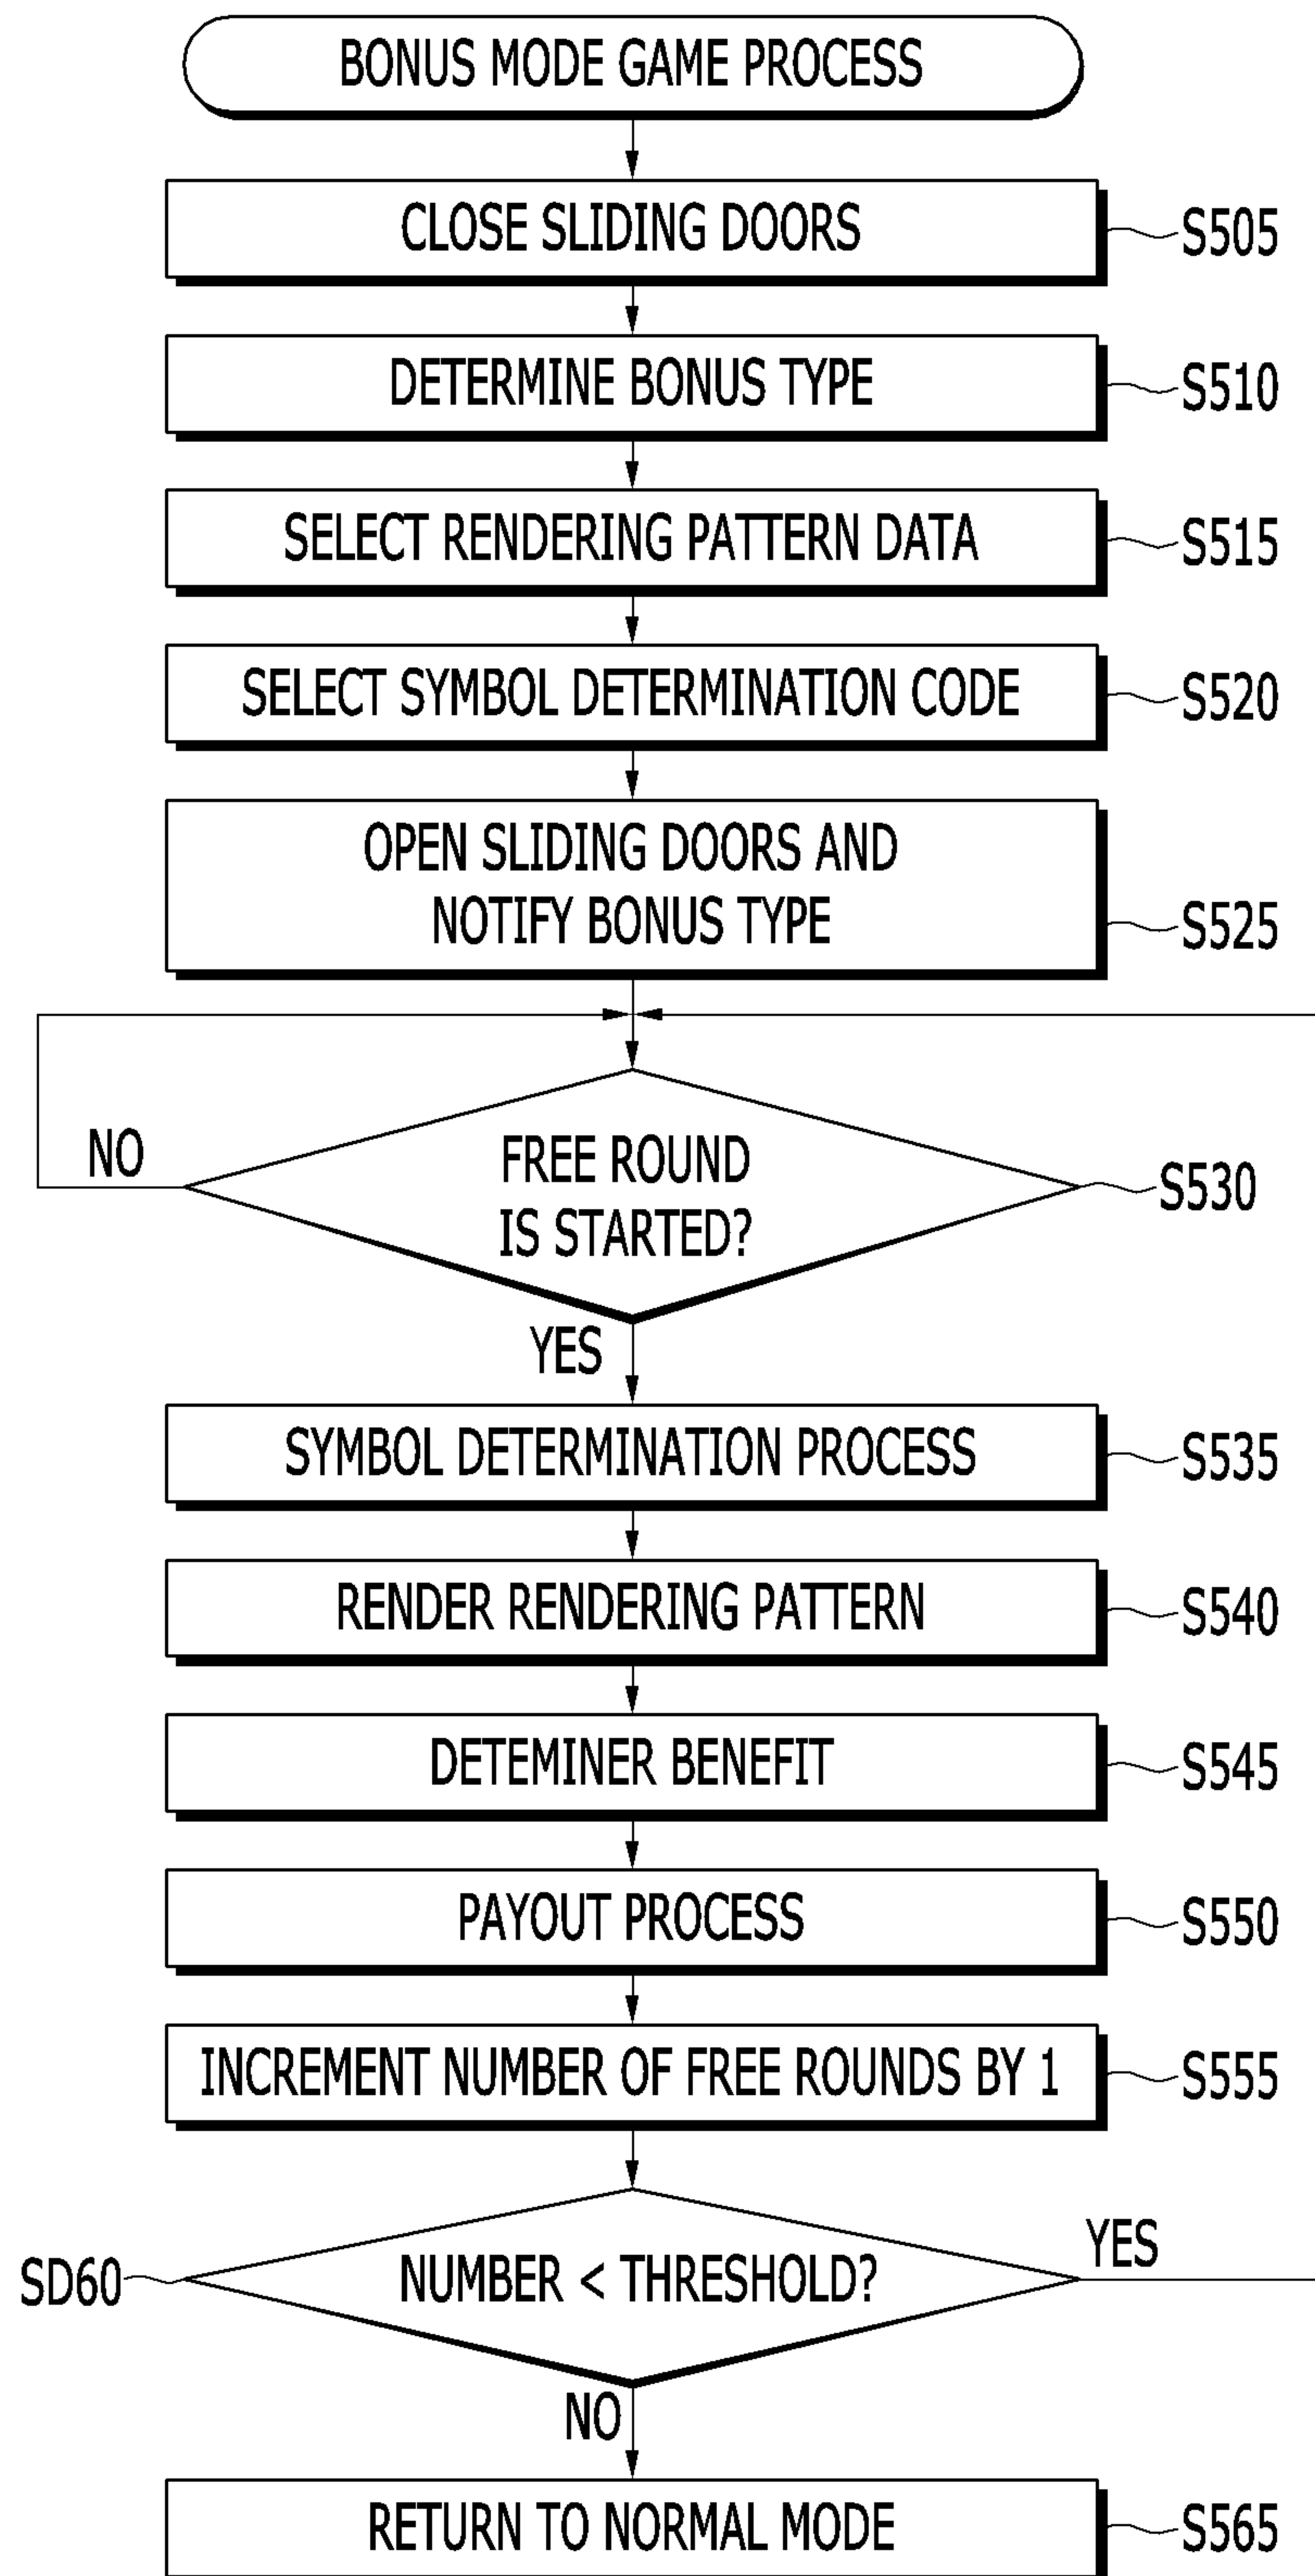 BONUS MODE GAME PROCESS
CLOSE SLIDING DOORS
S505
DETERMINE BONUS TYPE
S510
SELECT RENDERING PATTERN DATA
S515
SELECT SYMBOL DETERMINATION CODE
S520
OPEN SLIDING DOORS AND
NOTIFY BONUS TYPE
S525
NO
FREE ROUND
IS STARTED?
S530
YES
SYMBOL DETERMINATION PROCESS
S535
RENDER RENDERING PATTERN
S540
DETEMINER BENEFIT
S545
PAYOUT PROCESS
S550
INCREMENT NUMBER OF FREE ROUNDS BY 1
S555
YES
SD60
NUMBER < THRESHOLD?
NO
RETURN TO NORMAL MODE
S565